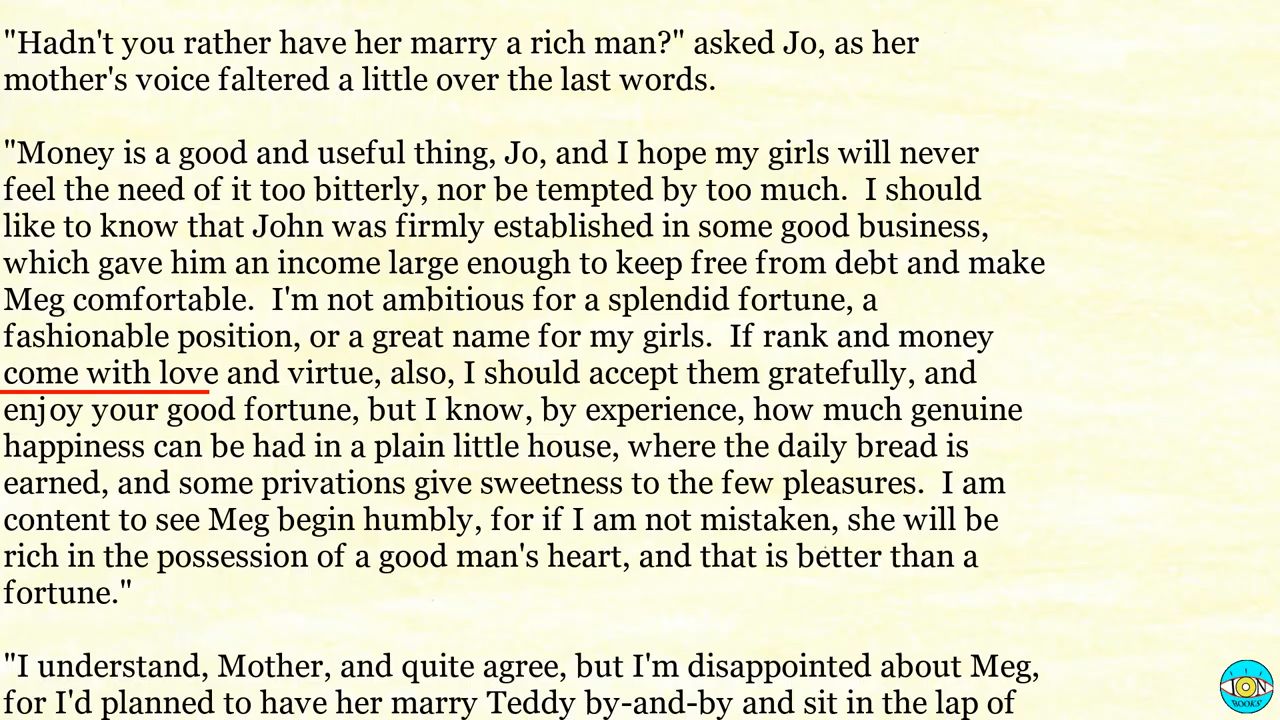 "Hadn't you rather have her marry a rich man?" asked Jo, as her
mother's voice faltered a little over the last words.
"Money is a good and useful thing, Jo, and I hope my girls will never
feel the need of it too bitterly, nor be tempted by too much.  I should
like to know that John was firmly established in some good business,
which gave him an income large enough to keep free from debt and make
Meg comfortable.  I'm not ambitious for a splendid fortune, a
fashionable position, or a great name for my girls.  If rank and money
come with love and virtue, also, I should accept them gratefully, and
enjoy your good fortune, but I know, by experience, how much genuine
happiness can be had in a plain little house, where the daily bread is
earned, and some privations give sweetness to the few pleasures.  I am
content to see Meg begin humbly, for if I am not mistaken, she will be
rich in the possession of a good man's heart, and that is better than a
fortune."
"I understand, Mother, and quite agree, but I'm disappointed about Meg,
for I'd planned to have her marry Teddy by-and-by and sit in the lap of
ION
BOOKS